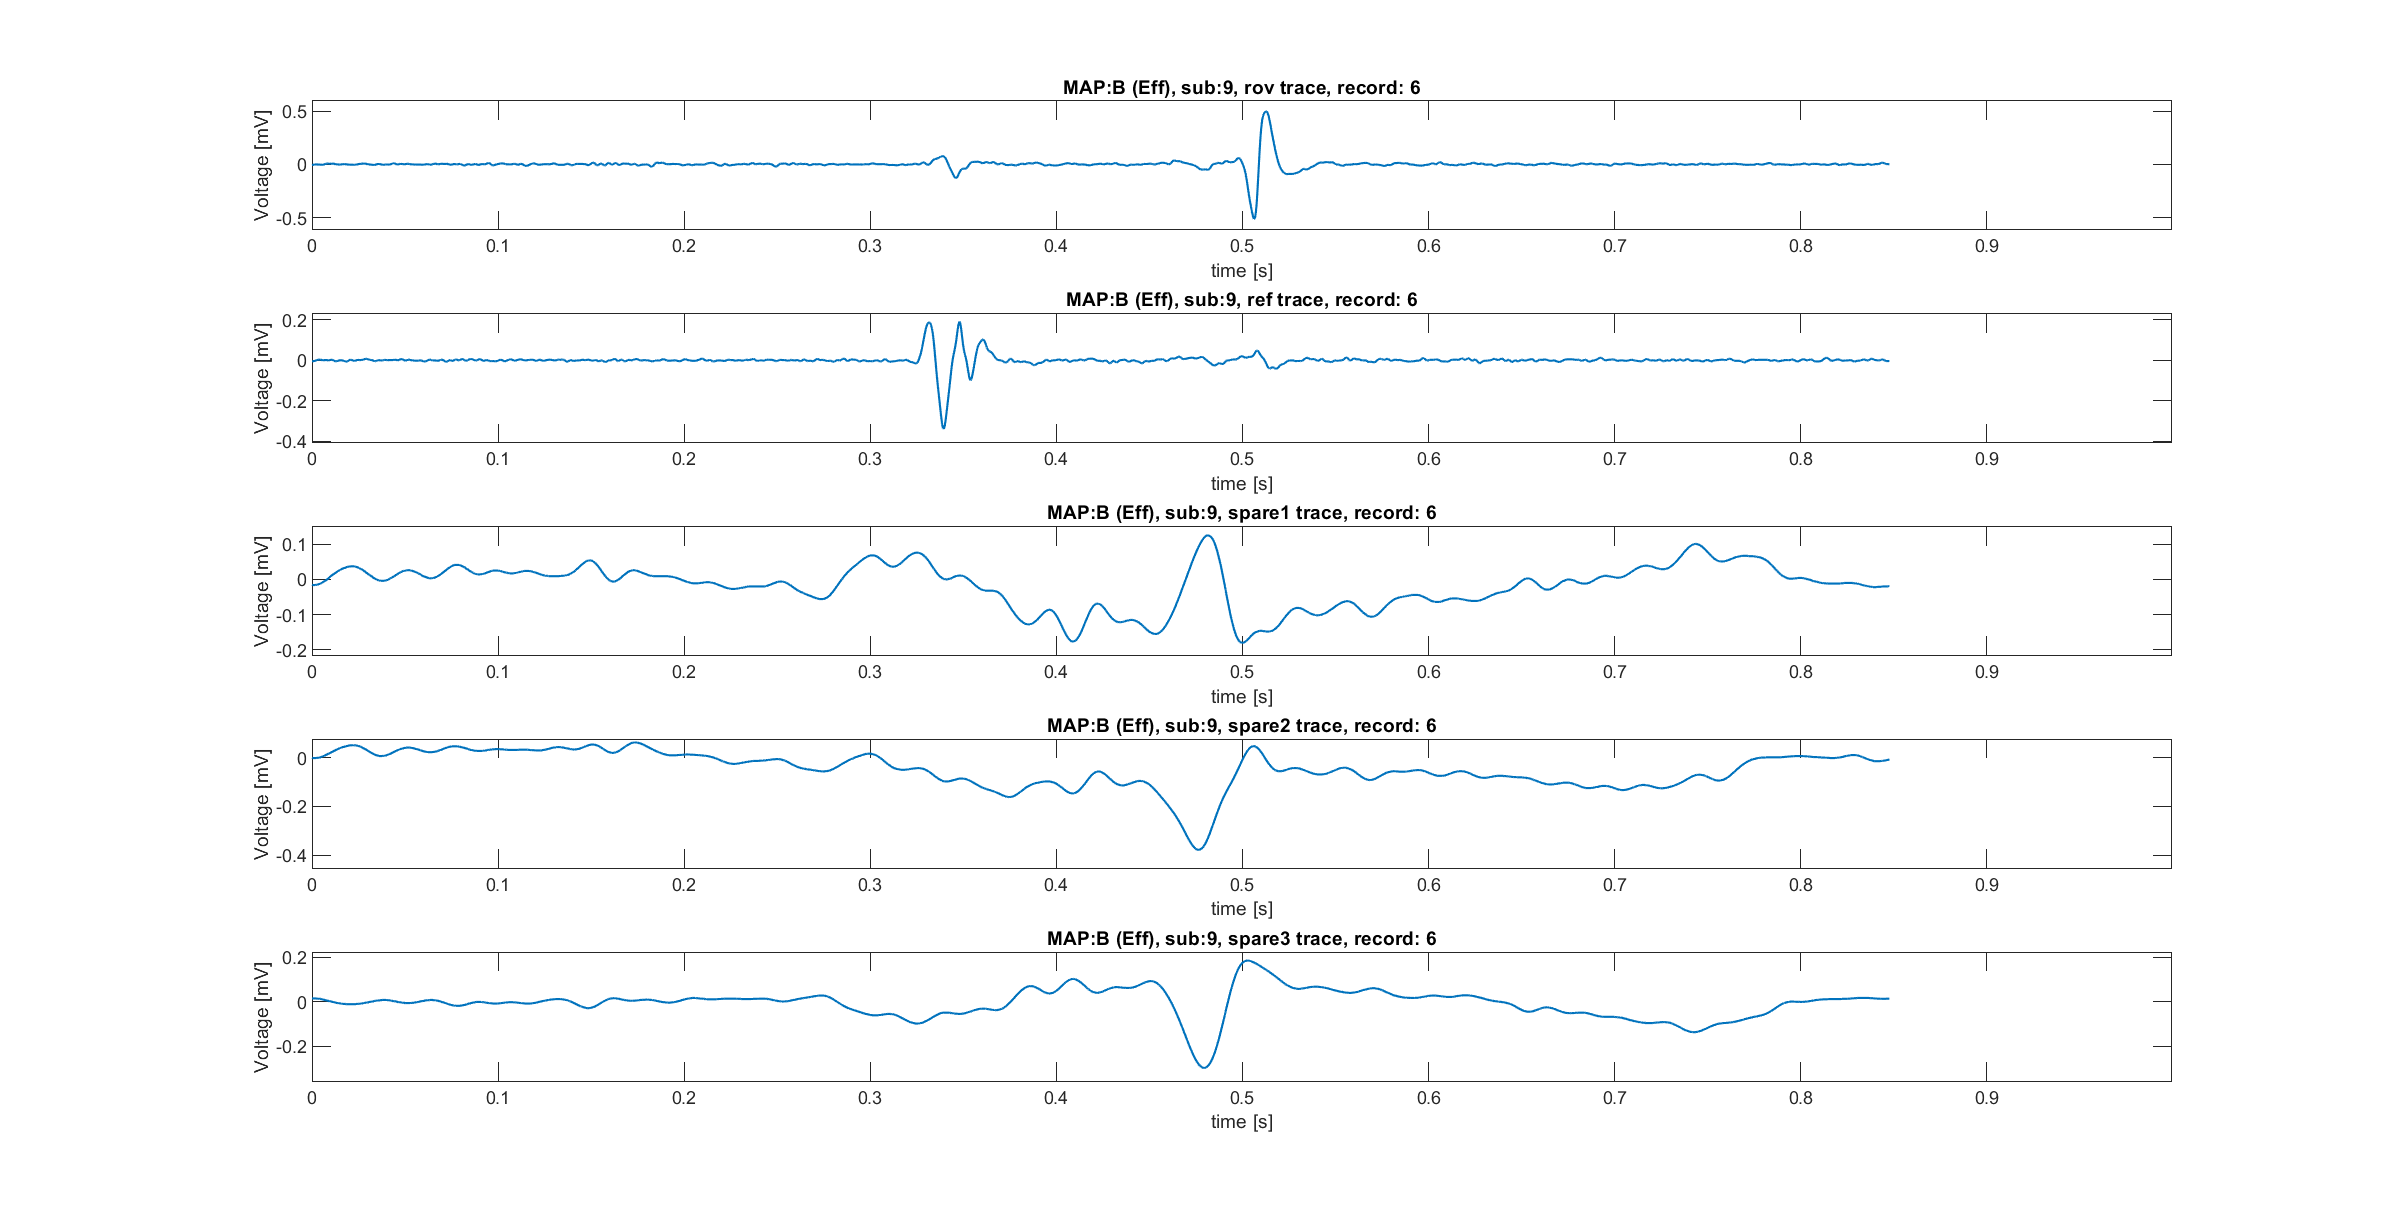 MAP:B (Eff), sub:9, rov trace, record: 6
Voltage [mV]
0.5
0
-0.5
0 0.1 0.2 0.3 0.4 0.5 0.6 0.7 0.8 0.9
time [s]
MAP:B (Eff), sub:9, ref trace, record: 6
Voltage [mV]
0.2
0
-0.2
-0.4
0 0.1 0.2 0.3 0.4 0.5 0.6 0.7 0.8 0.9
time [s]
MAP:B (Eff), sub:9, spare1 trace, record: 6
Voltage [mV]
0.1
0
-0.1
-0.2
0 0.1 0.2 0.3 0.4 0.5 0.6 0.7 0.8 0.9
time [s]
MAP:B (Eff), sub:9, spare2 trace, record: 6
Voltage [mV]
0
-0.2
-0.4
0 0.1 0.2 0.3 0.4 0.5 0.6 0.7 0.8 0.9
time [s]
MAP:B (Eff), sub:9, spare3 trace, record: 6
Voltage [mV]
0.2
0
-0.2
0 0.1 0.2 0.3 0.4 0.5 0.6 0.7 0.8 0.9
time [s]